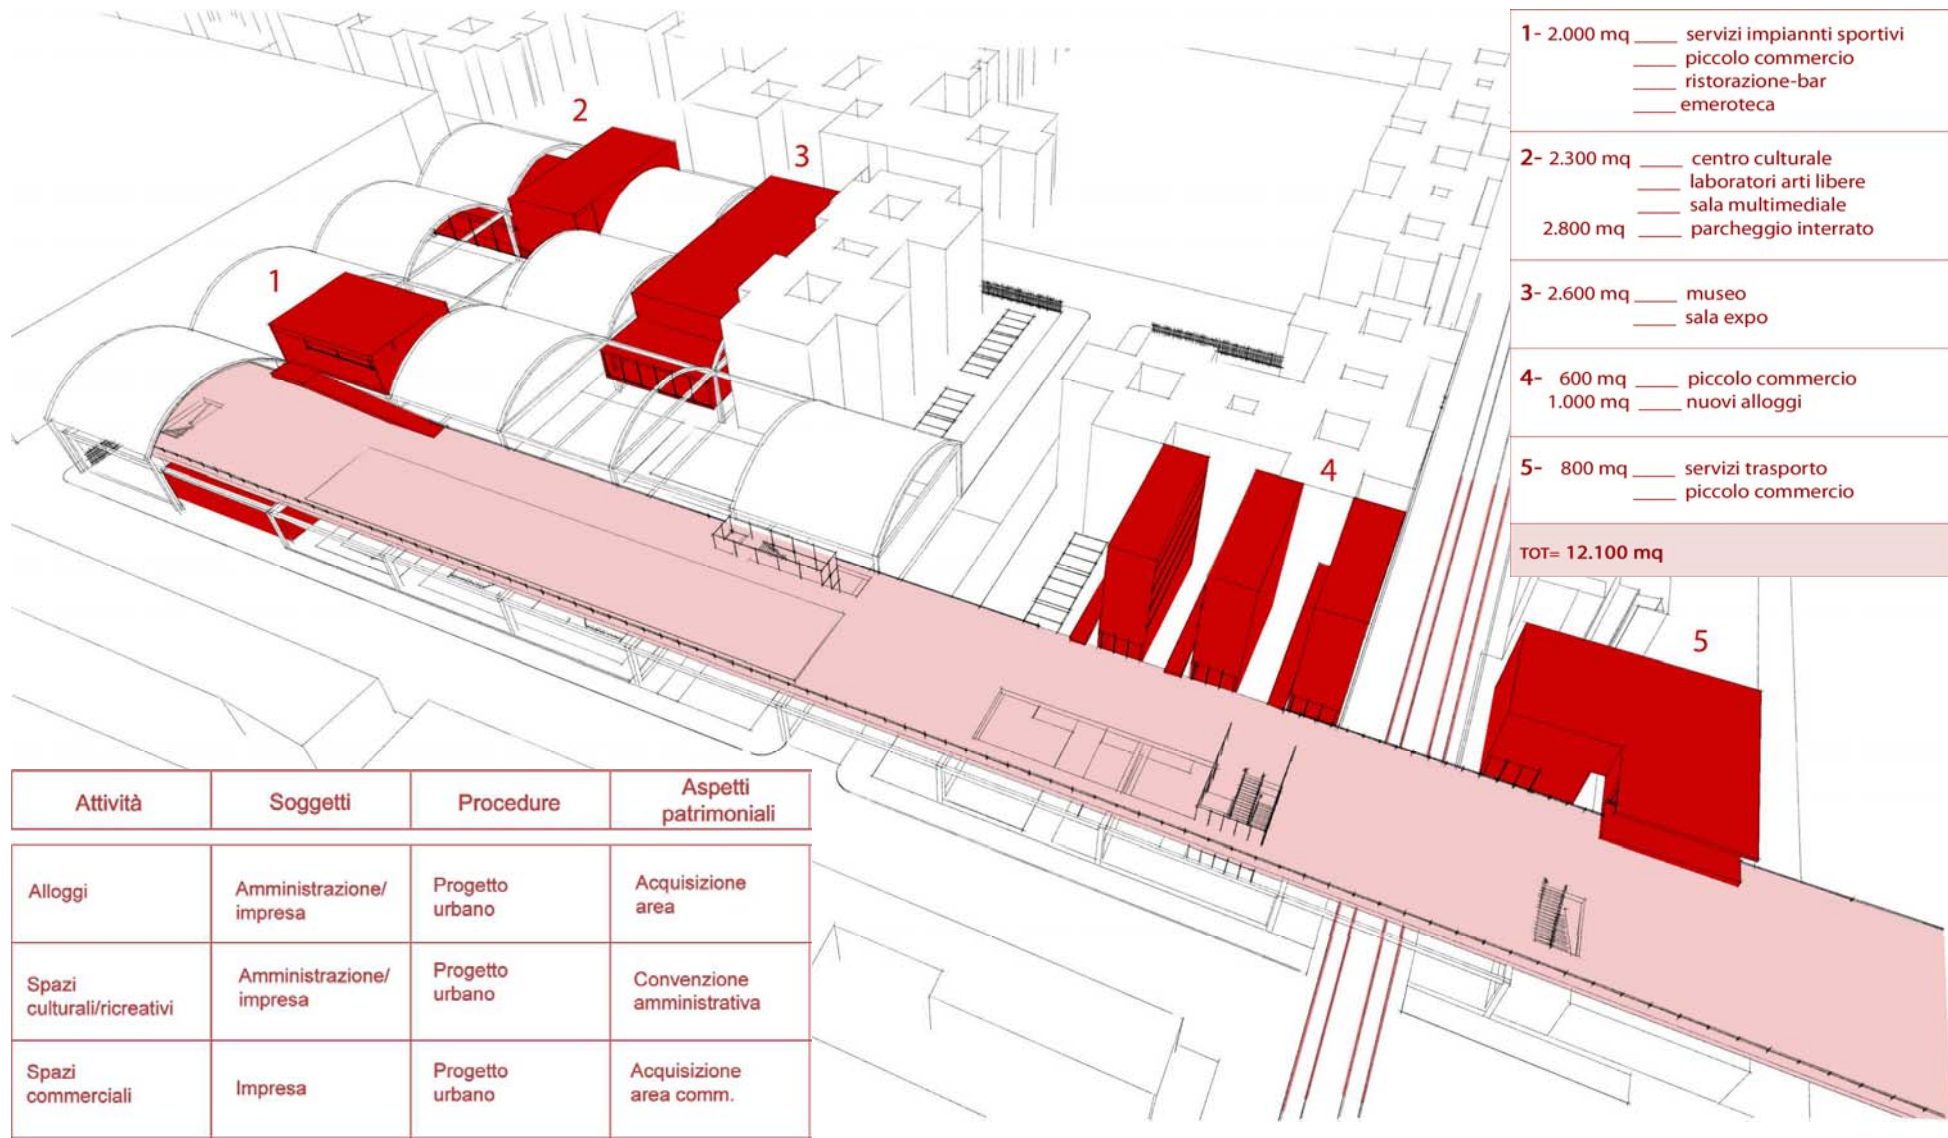 1- 2.000 mq ____ servizi impiannti sportivi
____ piccolo commercio
____ ristorazione-bar
____ emeroteca
2- 2.300 mq ____ centro culturale
____ laboratori arti libere
____ sala multimediale
2.800 mq ____ parcheggio interrato
3- 2.600 mq ____ museo
____ sala expo
4- 600 mq ____ piccolo commercio
1.000 mq ____ nuovi alloggi
5- 800 mq ____ servizi trasporto
____ piccolo commercio
TOT= 12.100 mq
2
3
1
4
5
Attività Soggetti Procedure Aspetti
patrimoniali
Alloggi
Amministrazione/
impresa
Progetto
urbano
Acquisizione
area
Spazi
culturali/ricreativi
Amministrazione/
impresa
Progetto
urbano
Convenzione
amministrativa
Spazi
commerciali
Impresa
Progetto
urbano
Acquisizione
area comm.